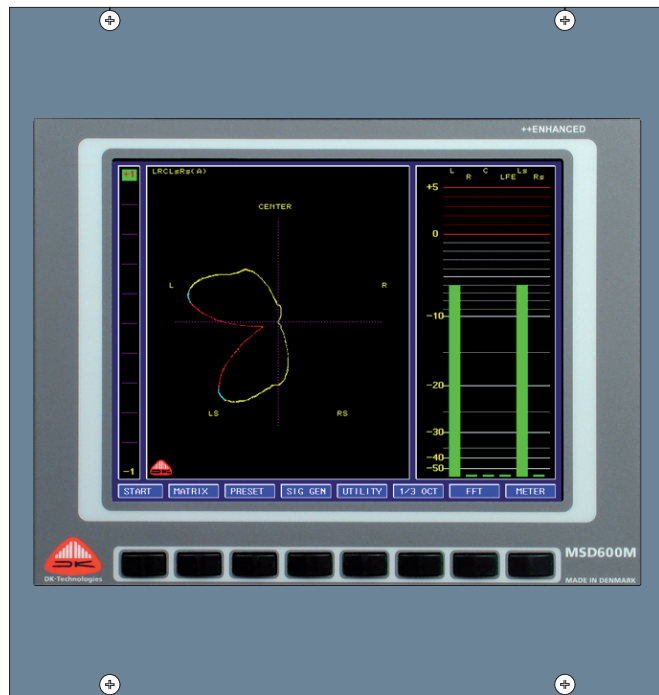 ++ENHANCED
+1
LRCLsRs(A)
CENTER
L
R
LS
RS
-1
L R C LFE Ls Rs
+5
0
-10
-20
-30
-40
-50
START MATRIX PRESET SIG GEN UTILITY 1/3 OCT FFT METER
DK-Technologies
MSD600M
MADE IN DENMARK